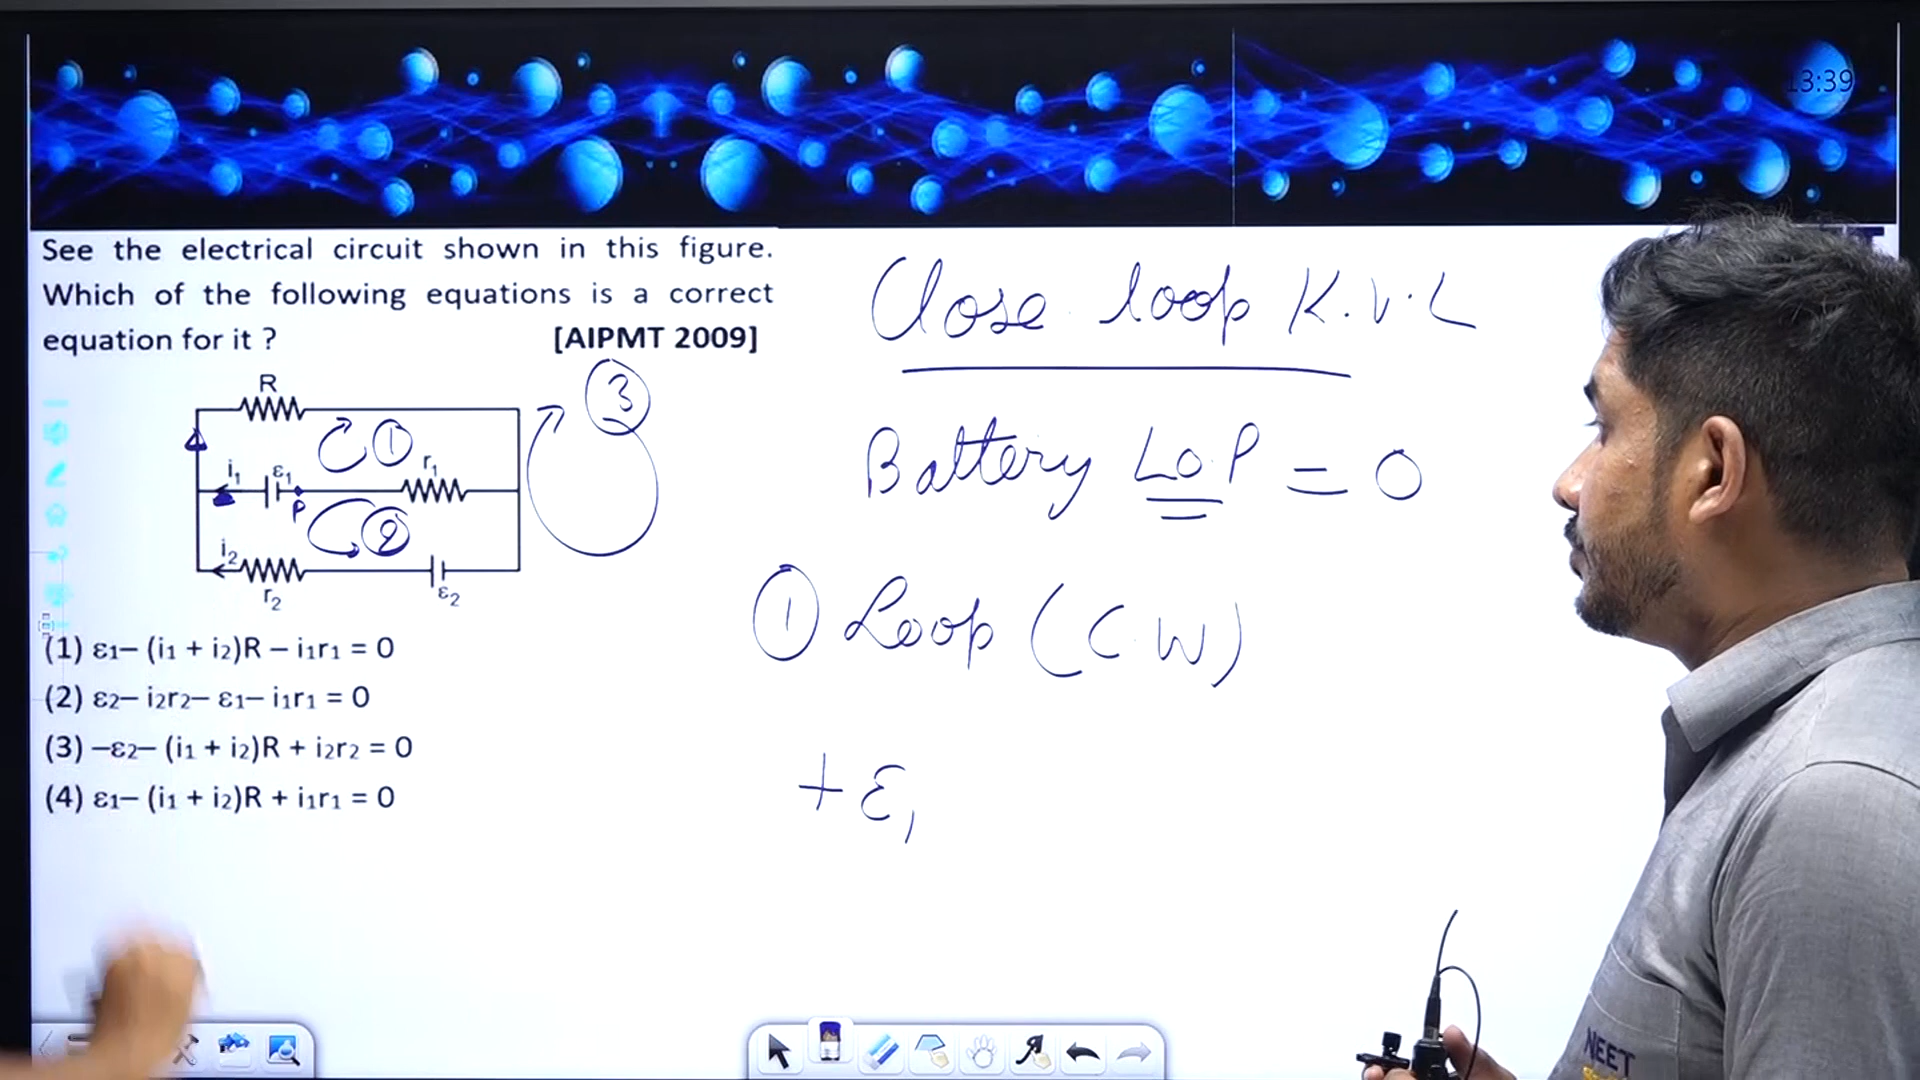 13:39
See the electrical circuit shown in this figure.
Which of the following equations is a correct
equation for it ? [AIPMT 2009]
R
3
1
i₁ ε₁ r₁
P
2
i₂
r₂ ε₂
(1) ε₁– (i₁ + i₂)R – i₁r₁ = 0
(2) ε₂– i₂r₂– ε₁– i₁r₁ = 0
(3) –ε₂– (i₁ + i₂)R + i₂r₂ = 0
(4) ε₁– (i₁ + i₂)R + i₁r₁ = 0
Close loop K.V.L
Battery L.O.P = 0
① Loop (C.W)
+ ε₁
NEET